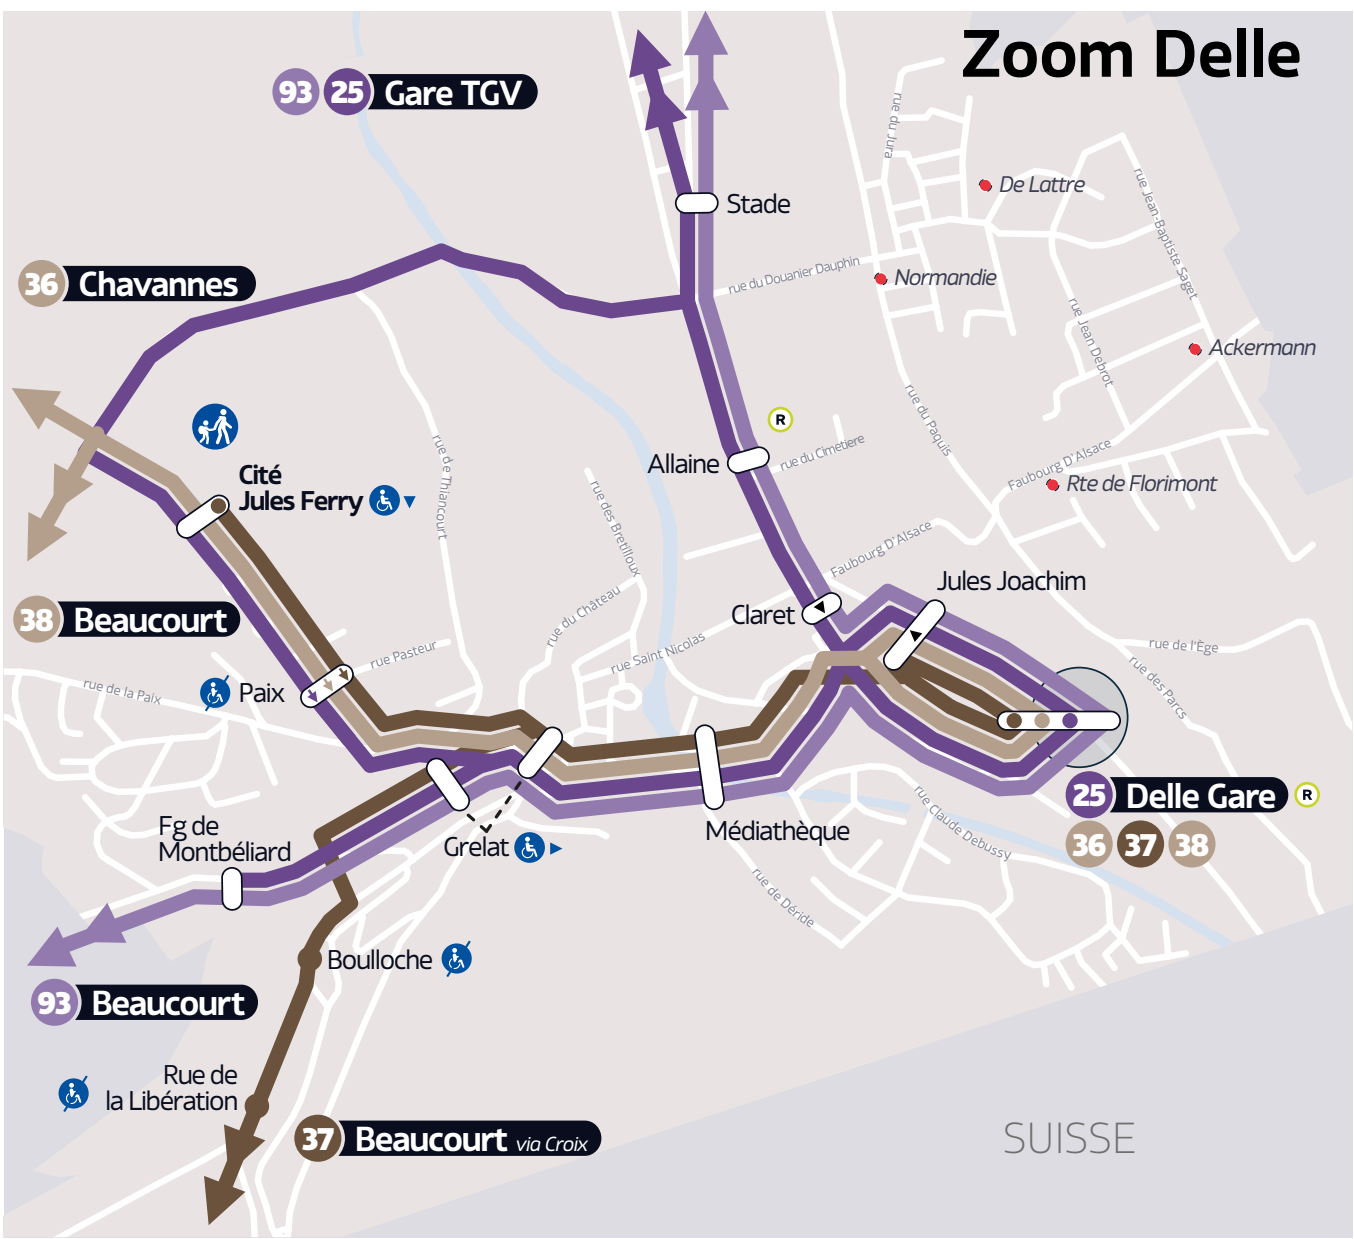 Zoom Delle
93 25 Gare TGV
rue du Jura
De Lattre
rue Jean-Baptiste Saget
Stade
rue du Douanier Dauphin
Normandie
36 Chavannes
rue Jean Debrot
Ackermann
rue du Paquis
R
rue du Cimetiere
Allaine
Faubourg D'Alsace
Rte de Florimont
rue de Thiancourt
Cité
Jules Ferry
rue des Bretilloux
Faubourg D'Alsace
Jules Joachim
rue du Château
Claret
38 Beaucourt
rue Pasteur
rue Saint Nicolas
rue de l'Ège
rue des Parcs
rue de la Paix
Paix
25 Delle Gare R
36 37 38
rue Claude Debussy
Médiathèque
Fg de
Montbéliard
Grelat
rue de Déride
Boulloche
93 Beaucourt
Rue de
la Libération
37 Beaucourt via Croix
SUISSE